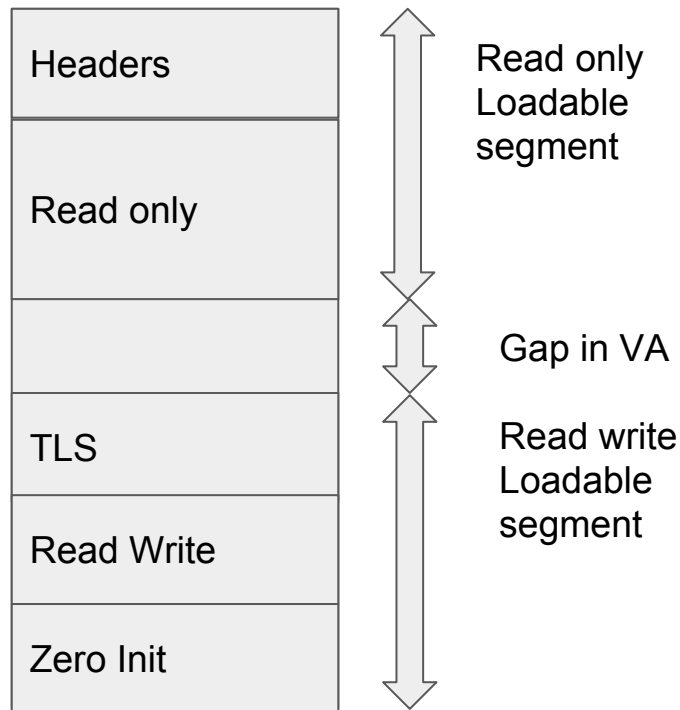 Headers
Read only
Loadable
segment
Read only
Gap in VA
TLS
Read write
Loadable
segment
Read Write
Zero Init